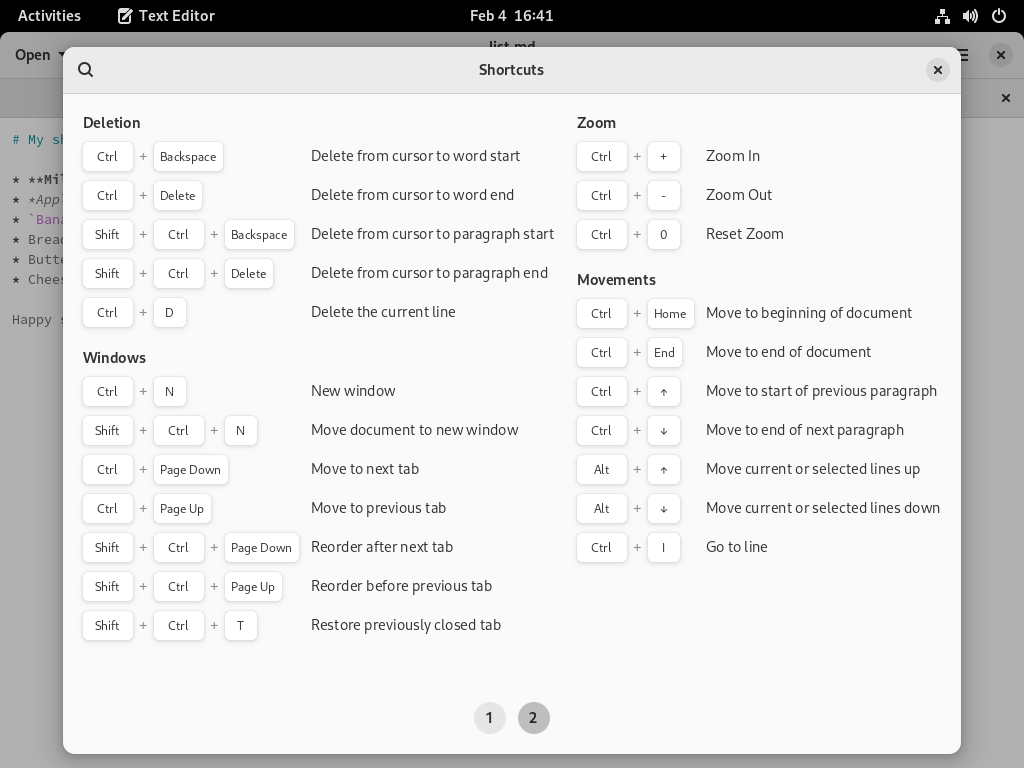 Activities
Text Editor
Feb 4 16:41
Open
list.md
Shortcuts
# My sh
* **Mil
* *Appl
* `Bana
* Bread
* Butte
* Chees
Happy s
Deletion
Ctrl + Backspace Delete from cursor to word start
Ctrl + Delete Delete from cursor to word end
Shift + Ctrl + Backspace Delete from cursor to paragraph start
Shift + Ctrl + Delete Delete from cursor to paragraph end
Ctrl + D Delete the current line
Windows
Ctrl + N New window
Shift + Ctrl + N Move document to new window
Ctrl + Page Down Move to next tab
Ctrl + Page Up Move to previous tab
Shift + Ctrl + Page Down Reorder after next tab
Shift + Ctrl + Page Up Reorder before previous tab
Shift + Ctrl + T Restore previously closed tab
Zoom
Ctrl + + Zoom In
Ctrl + - Zoom Out
Ctrl + 0 Reset Zoom
Movements
Ctrl + Home Move to beginning of document
Ctrl + End Move to end of document
Ctrl + ↑ Move to start of previous paragraph
Ctrl + ↓ Move to end of next paragraph
Alt + ↑ Move current or selected lines up
Alt + ↓ Move current or selected lines down
Ctrl + I Go to line
1 2